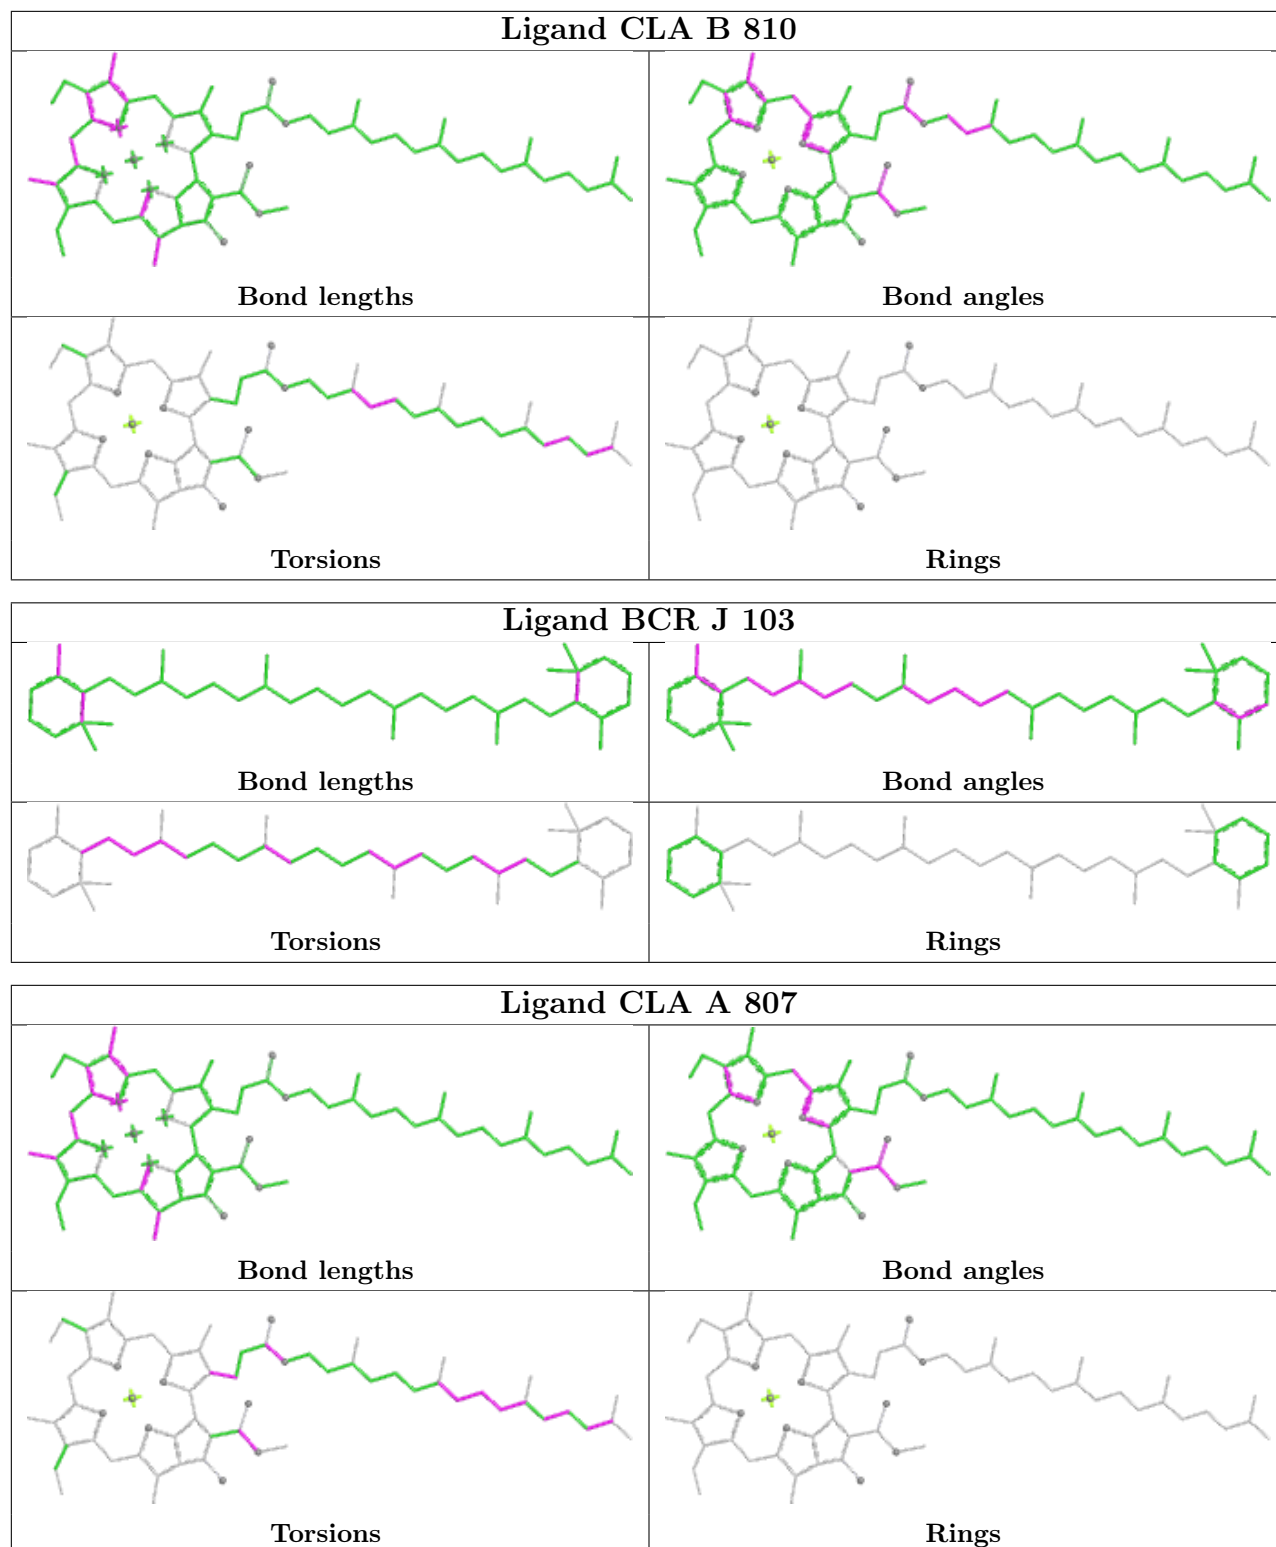 Ligand CLA B 810
Bond lengths
Bond angles
Torsions
Rings
Ligand BCR J 103
Bond lengths
Bond angles
Torsions
Rings
Ligand CLA A 807
Bond lengths
Bond angles
Torsions
Rings